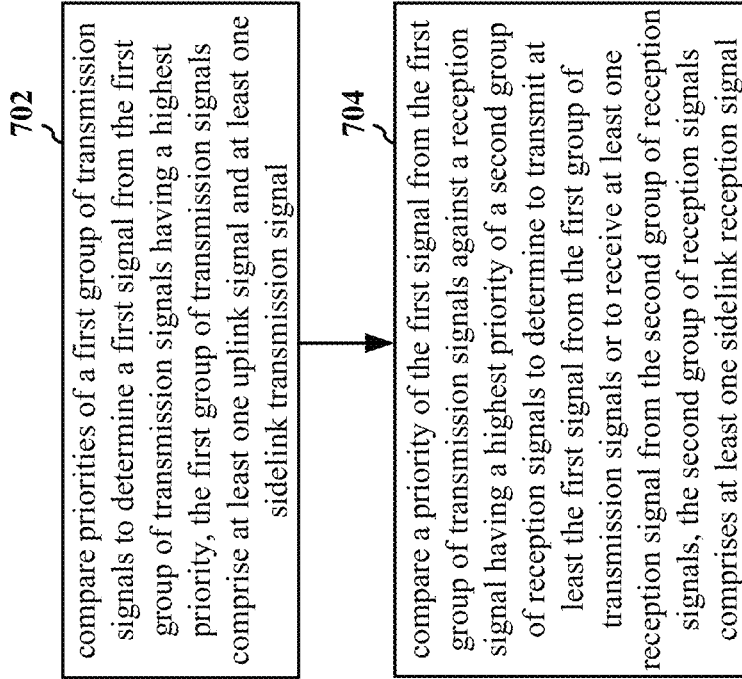 702
compare priorities of a first group of transmission
signals to determine a first signal from the first
group of transmission signals having a highest
priority, the first group of transmission signals
comprise at least one uplink signal and at least one
sidelink transmission signal
704
compare a priority of the first signal from the first
group of transmission signals against a reception
signal having a highest priority of a second group
of reception signals to determine to transmit at
least the first signal from the first group of
transmission signals or to receive at least one
reception signal from the second group of reception
signals, the second group of reception signals
comprises at least one sidelink reception signal